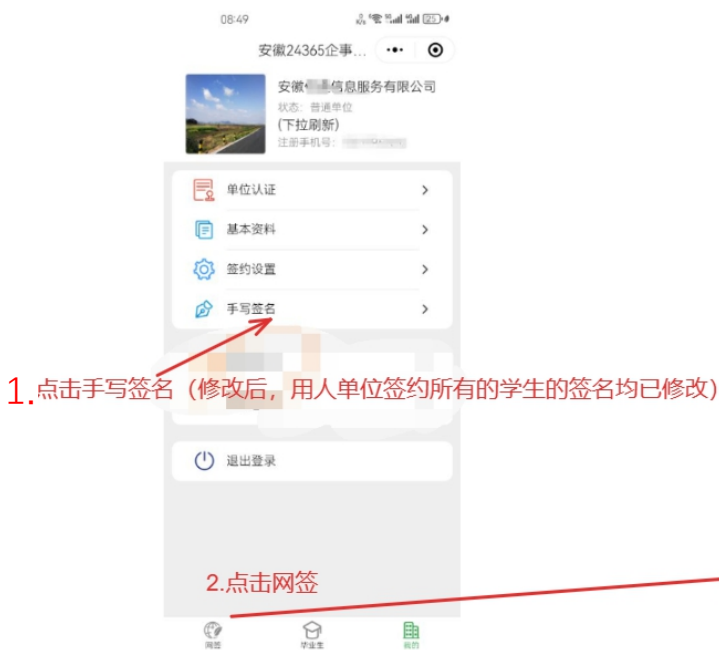 08:49
安徽24365企事...
安徽 信息服务有限公司
状态: 普通单位
(下拉刷新)
注册手机号:
单位认证
基本资料
签约设置
手写签名
1.点击手写签名（修改后，用人单位签约所有的学生的签名均已修改）
退出登录
2.点击网签
网签
毕业生
我的